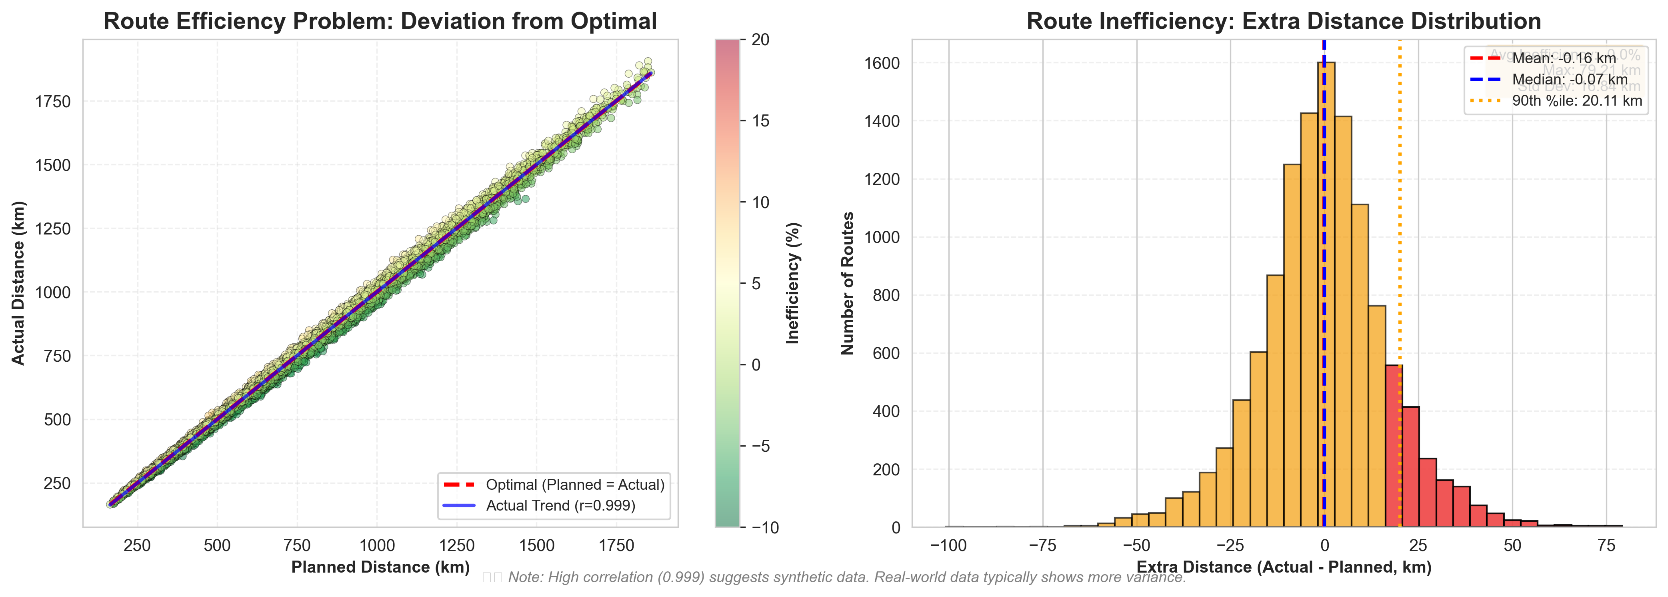 Route Efficiency Problem: Deviation from Optimal
Actual Distance (km)
1750
1500
1250
1000
750
500
250
250 500 750 1000 1250 1500 1750
Planned Distance (km)
Optimal (Planned = Actual)
Actual Trend (r=0.999)
20
15
10
5
0
−5
−10
Inefficiency (%)
Route Inefficiency: Extra Distance Distribution
Number of Routes
1600
1400
1200
1000
800
600
400
200
0
−100 −75 −50 −25 0 25 50 75
Extra Distance (Actual - Planned, km)
Mean: -0.16 km
Median: -0.07 km
90th %ile: 20.11 km
Note: High correlation (0.999) suggests synthetic data. Real-world data typically shows more variance.